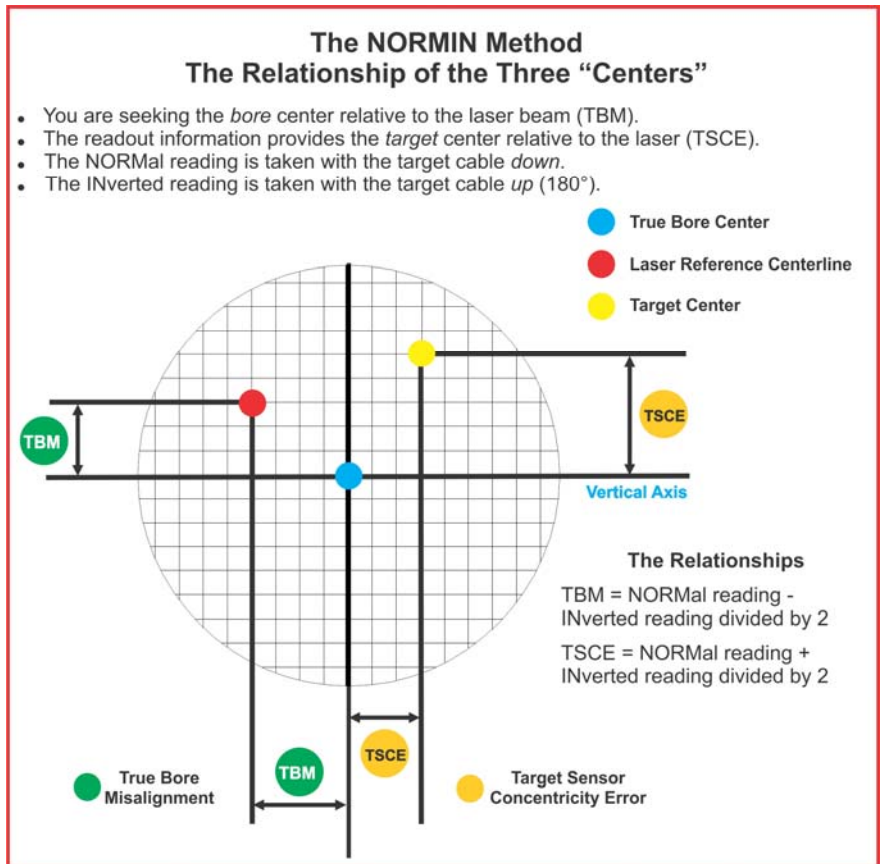 The NORMIN Method
The Relationship of the Three “Centers”
• You are seeking the bore center relative to the laser beam (TBM).
• The readout information provides the target center relative to the laser (TSCE).
• The NORMal reading is taken with the target cable down.
• The INverted reading is taken with the target cable up (180°).
True Bore Center
Laser Reference Centerline
Target Center
TBM
TSCE
Vertical Axis
The Relationships
TBM = NORMal reading -
INverted reading divided by 2
TSCE = NORMal reading +
INverted reading divided by 2
TSCE
TBM
True Bore
Misalignment
Target Sensor
Concentricity Error